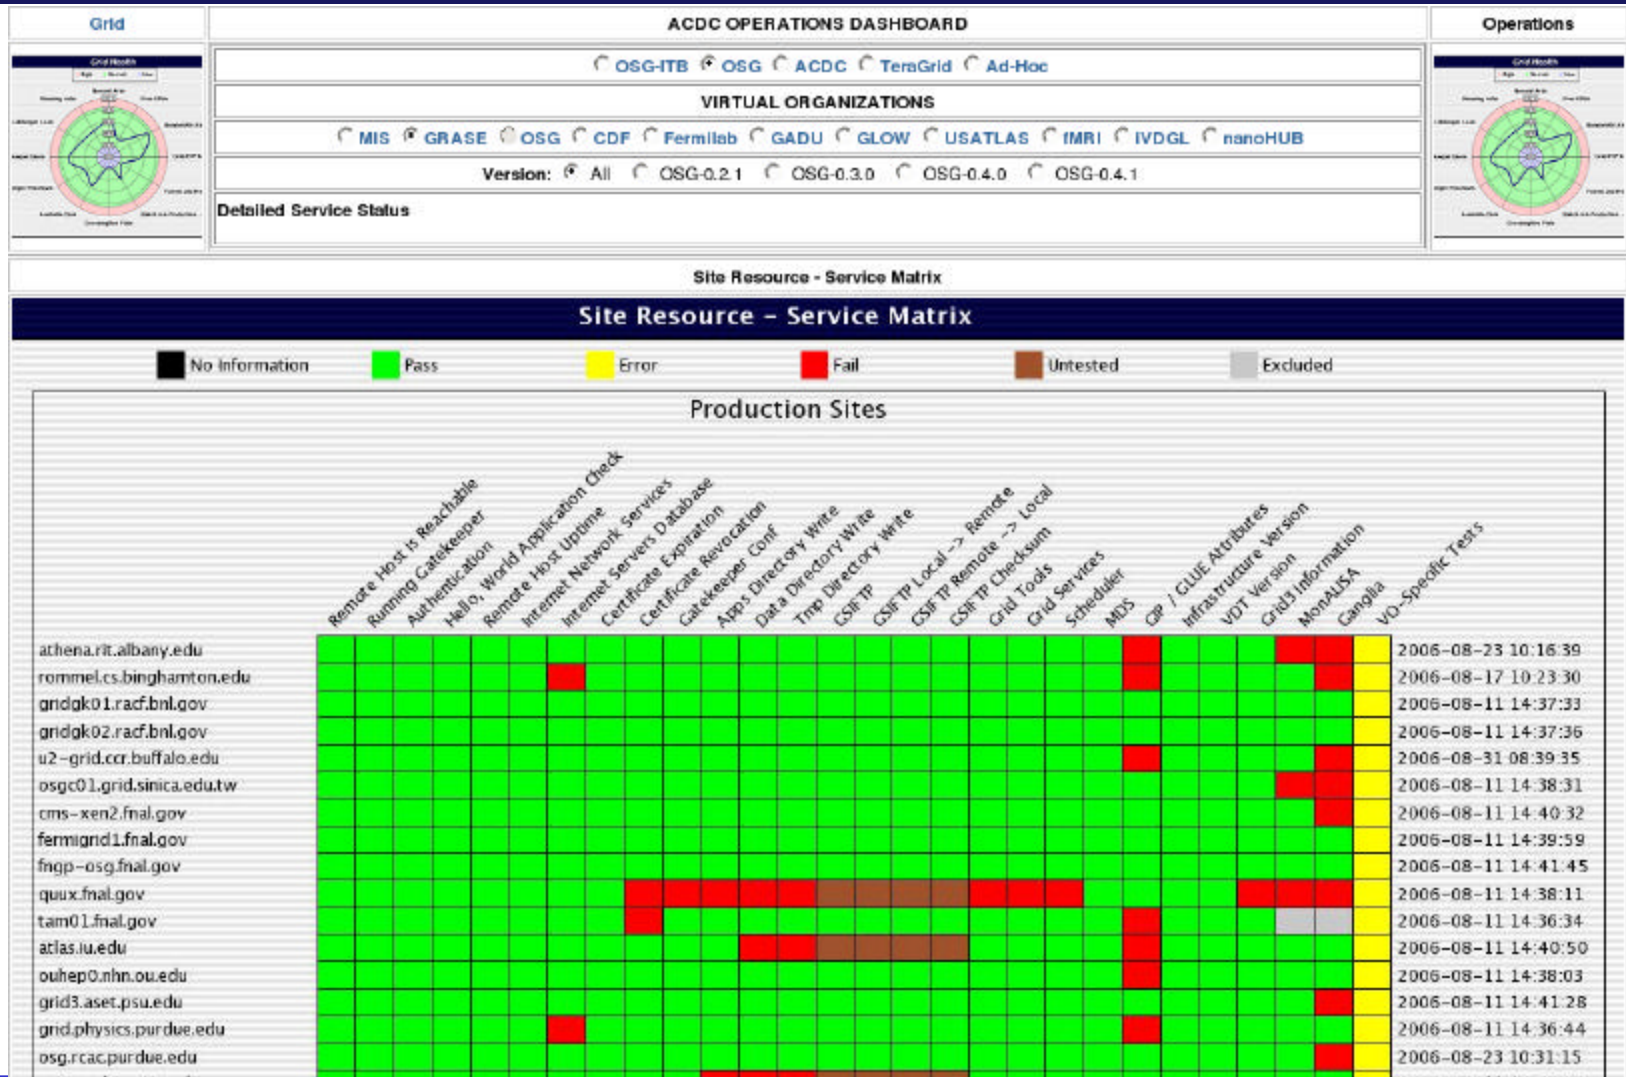 Grid
ACDC OPERATIONS DASHBOARD
Operations
Grid Health
OSG-ITB OSG ACDC TeraGrid Ad-Hoc
Grid Health
VIRTUAL ORGANIZATIONS
MIS GRASE OSG CDF Fermilab GADU GLOW USATLAS fMRI IVDGL nanoHUB
Version: All OSG-0.2.1 OSG-0.3.0 OSG-0.4.0 OSG-0.4.1
Detailed Service Status
Site Resource - Service Matrix
Site Resource - Service Matrix
No Information Pass Error Fail Untested Excluded
Production Sites
Remote Host is Reachable
Running Gatekeeper
Authentication
Hello, World Application Check
Remote Host Uptime
Internet Network Services
Internet Servers Database
Certificate Expiration
Certificate Revocation
Gatekeeper Conf
Apps Directory Write
Data Directory Write
Tmp Directory Write
GSIFTP
GSIFTP Local --> Remote
GSIFTP Remote --> Local
GSIFTP Checksum
Grid Tools
Grid Services
Scheduler
MDS
GIP / GLUE Attributes
Infrastructure Version
VDT Version
Grid3 Information
MonALISA
Ganglia
VO-Specific Tests
athena.rit.albany.edu 2006-08-23 10:16:39
rommel.cs.binghamton.edu 2006-08-17 10:23:30
gridgk01.racf.bnl.gov 2006-08-11 14:37:33
gridgk02.racf.bnl.gov 2006-08-11 14:37:36
u2-grid.ccr.buffalo.edu 2006-08-31 08:39:35
osgc01.grid.sinica.edu.tw 2006-08-11 14:38:31
cms-xen2.fnal.gov 2006-08-11 14:40:32
fermigrid1.fnal.gov 2006-08-11 14:39:59
fngp-osg.fnal.gov 2006-08-11 14:41:45
quux.fnal.gov 2006-08-11 14:38:11
tam01.fnal.gov 2006-08-11 14:36:34
atlas.iu.edu 2006-08-11 14:40:50
ouhep0.nhn.ou.edu 2006-08-11 14:38:03
grid3.aset.psu.edu 2006-08-11 14:41:28
grid.physics.purdue.edu 2006-08-11 14:36:44
osg.rcac.purdue.edu 2006-08-23 10:31:15